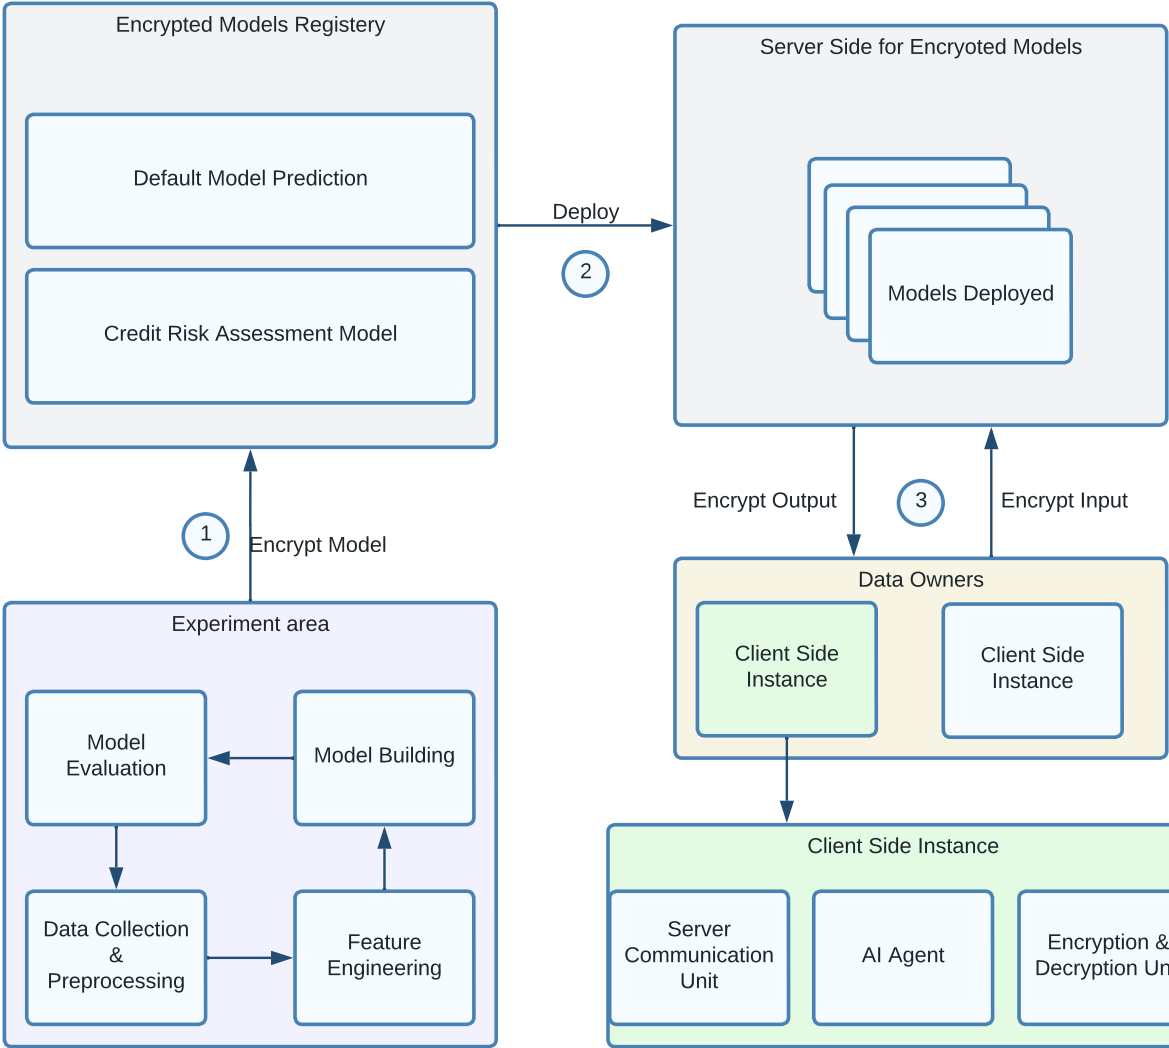 Encrypted Models Registery
Default Model Prediction
Credit Risk Assessment Model
Deploy
2
Server Side for Encryoted Models
Models Deployed
1
Encrypt Model
Encrypt Output
3
Encrypt Input
Experiment area
Model
Evaluation
Model Building
Data Collection
&
Preprocessing
Feature
Engineering
Data Owners
Client Side
Instance
Client Side
Instance
Client Side Instance
Server
Communication
Unit
AI Agent
Encryption &
Decryption